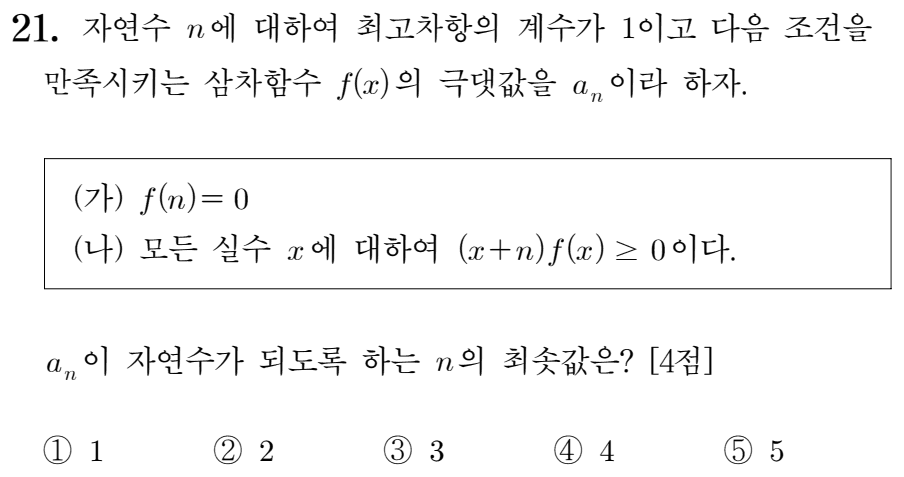 21. 자연수 n에 대하여 최고차항의 계수가 1이고 다음 조건을
만족시키는 삼차함수 f(x)의 극댓값을 aₙ이라 하자.
(가) f(n)= 0
(나) 모든 실수 x에 대하여 (x+n)f(x) ≥ 0이다.
aₙ이 자연수가 되도록 하는 n의 최솟값은? [4점]
① 1 ② 2 ③ 3 ④ 4 ⑤ 5